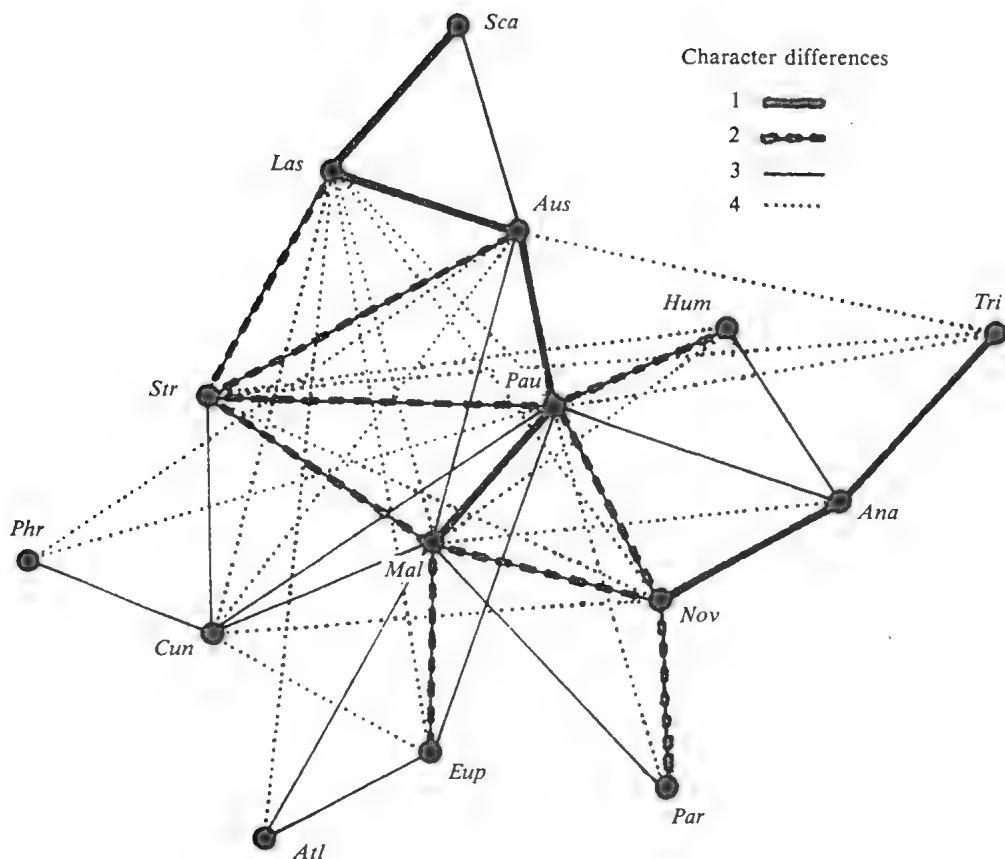 Sca
Character differences
1
2
3
4
Las
Aus
Hum
Tri
Str
Pau
Ana
Phr
Mal
Nov
Cun
Eup
Par
Atl